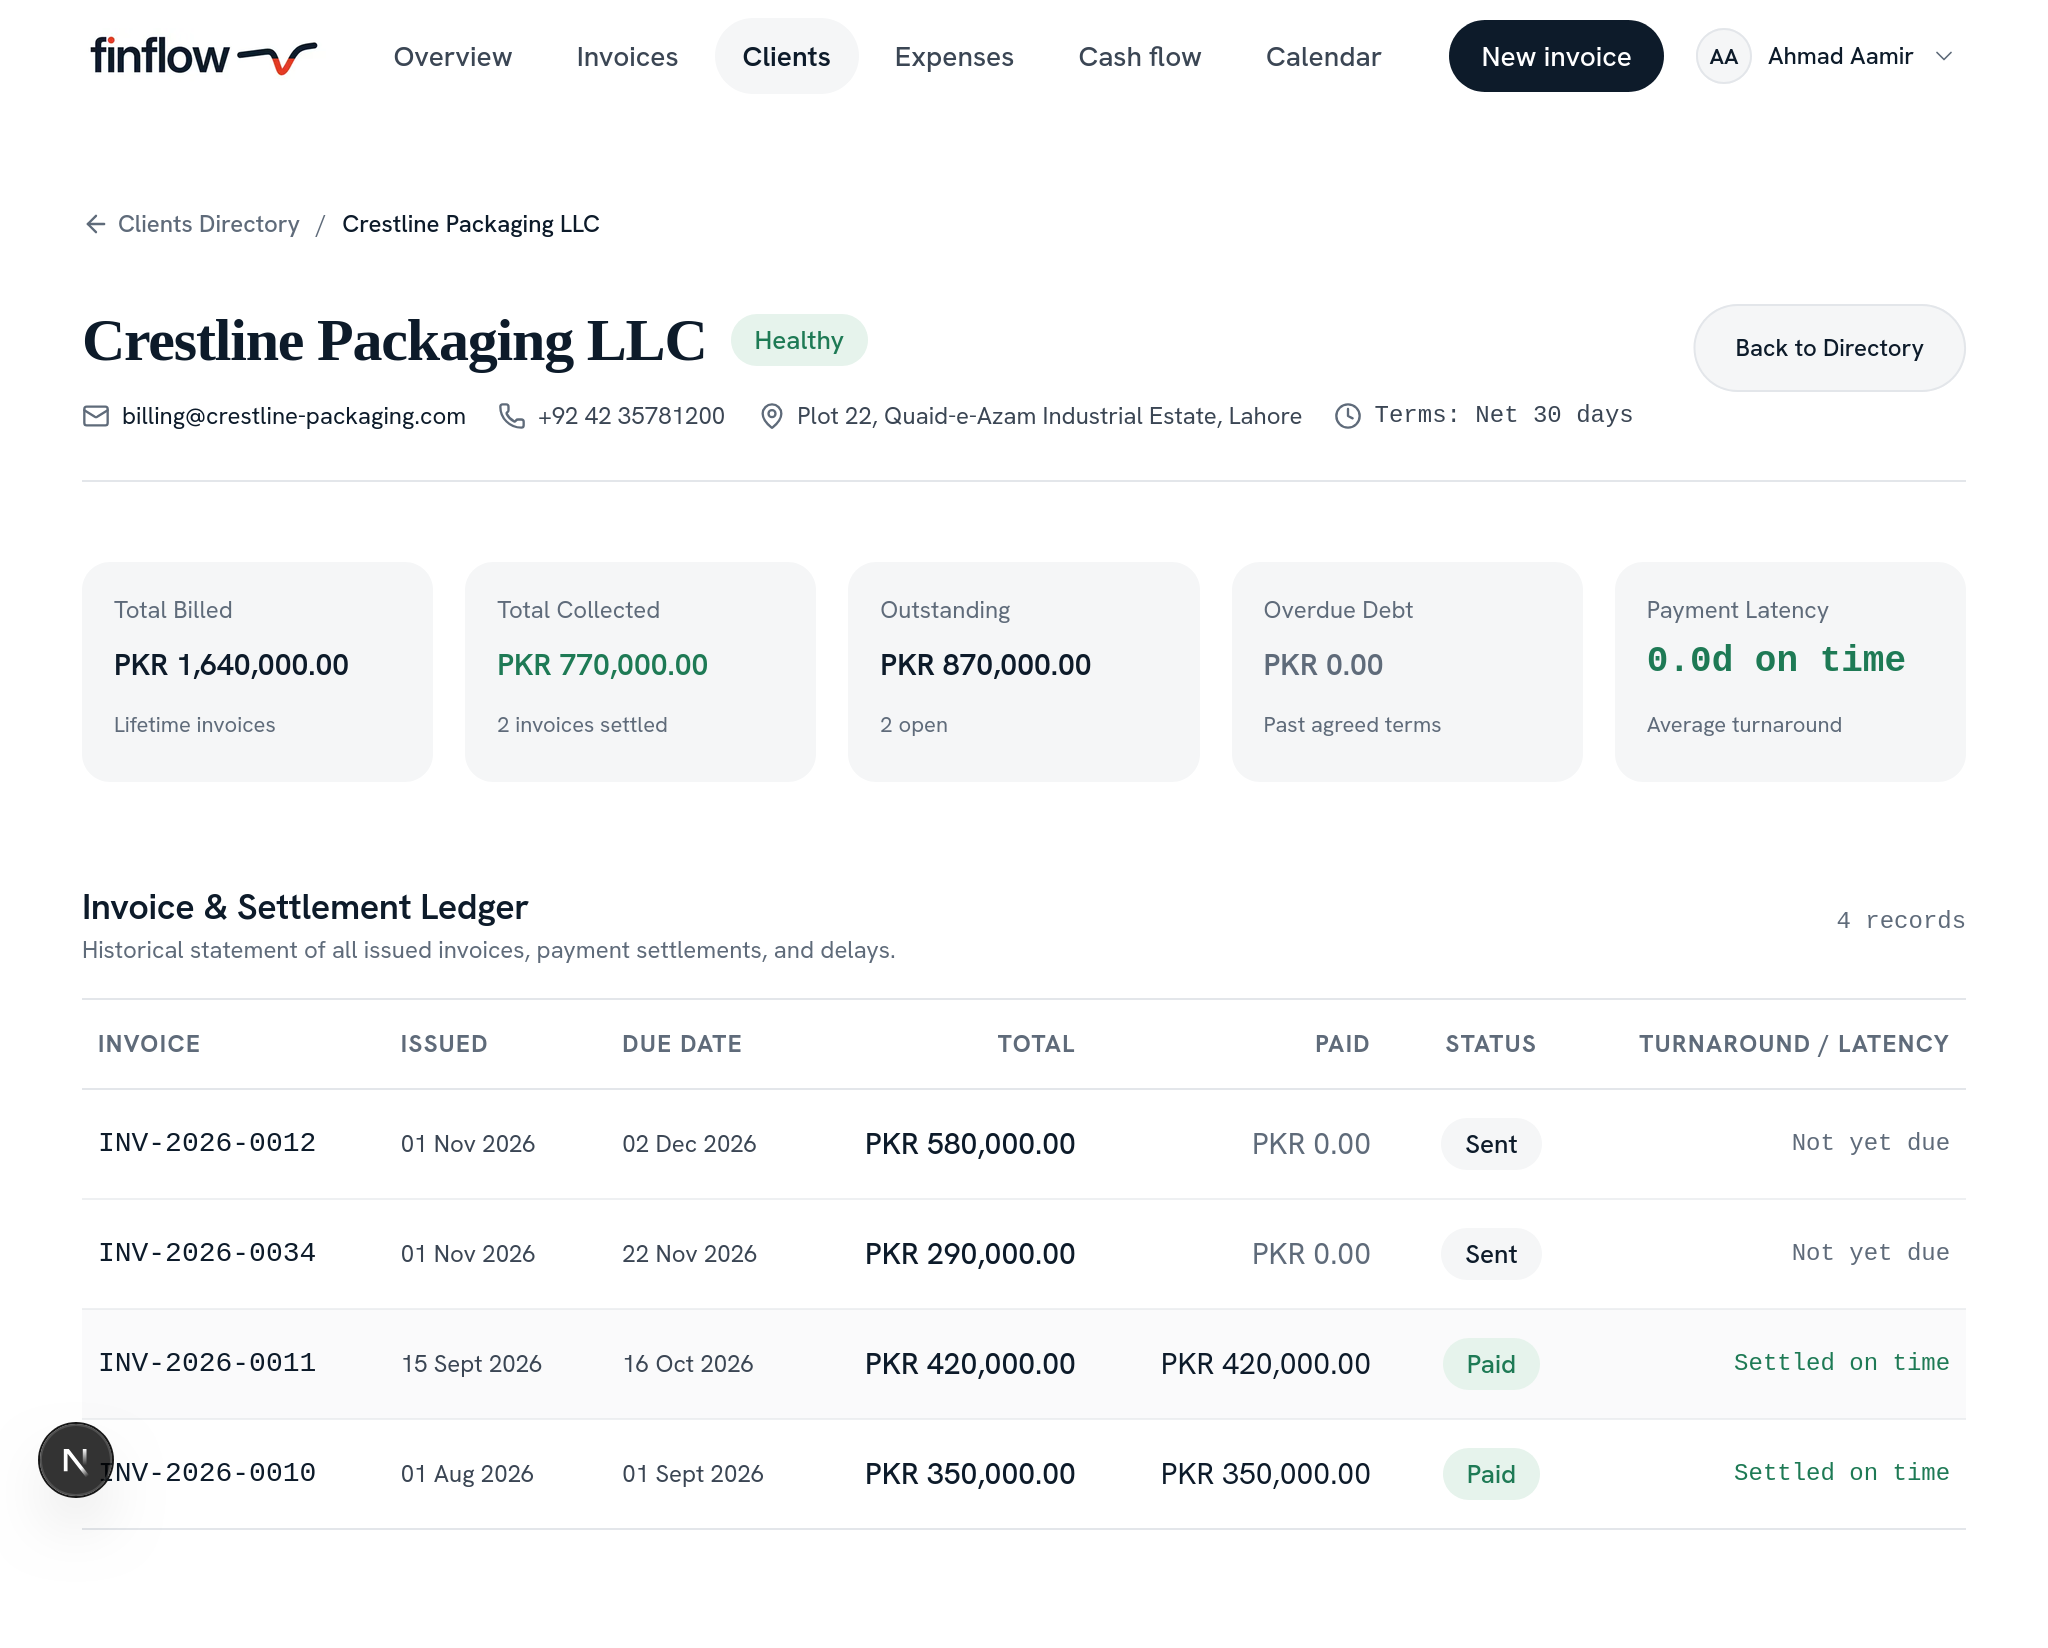 finflow Overview Invoices Clients Expenses Cash flow Calendar New invoice AA Ahmad Aamir
Clients Directory / Crestline Packaging LLC
Crestline Packaging LLC Healthy Back to Directory
billing@crestline-packaging.com +92 42 35781200 Plot 22, Quaid-e-Azam Industrial Estate, Lahore Terms: Net 30 days
Total Billed Total Collected Outstanding Overdue Debt Payment Latency
PKR 1,640,000.00 PKR 770,000.00 PKR 870,000.00 PKR 0.00 0.0d on time
Lifetime invoices 2 invoices settled 2 open Past agreed terms Average turnaround
Invoice & Settlement Ledger
4 records
Historical statement of all issued invoices, payment settlements, and delays.
INVOICE ISSUED DUE DATE TOTAL PAID STATUS TURNAROUND / LATENCY
INV-2026-0012 01 Nov 2026 02 Dec 2026 PKR 580,000.00 PKR 0.00 Sent Not yet due
INV-2026-0034 01 Nov 2026 22 Nov 2026 PKR 290,000.00 PKR 0.00 Sent Not yet due
INV-2026-0011 15 Sept 2026 16 Oct 2026 PKR 420,000.00 PKR 420,000.00 Paid Settled on time
N INV-2026-0010 01 Aug 2026 01 Sept 2026 PKR 350,000.00 PKR 350,000.00 Paid Settled on time